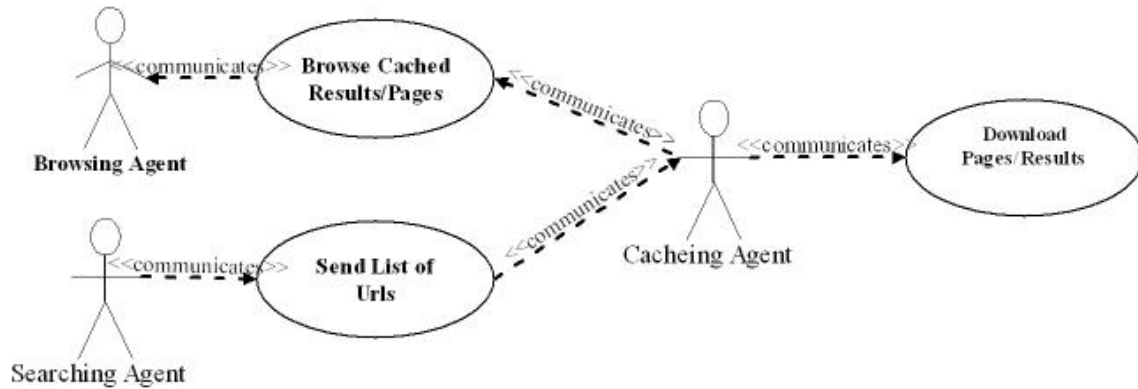 <<communicates>>
Browse Cached
Results/Pages
Browsing Agent
<<communicates>>
<<communicates>>
Download
Pages/Results
<<communicates>>
Cacheing Agent
<<communicates>>
Send List of
Urls
Searching Agent